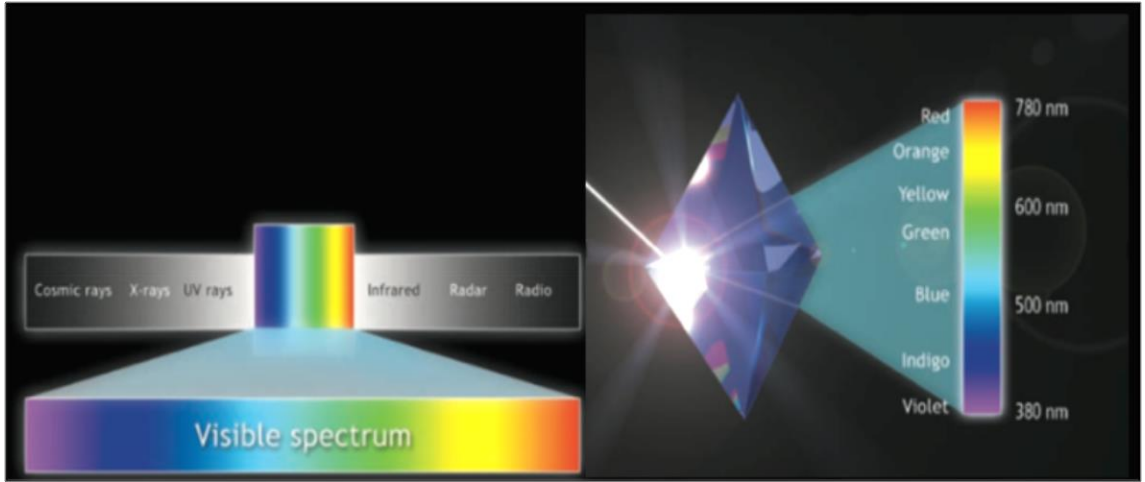 Cosmic rays X-rays UV rays Infrared Radar Radio
Visible spectrum
Red
Orange
Yellow
Green
Blue
Indigo
Violet
780 nm
600 nm
500 nm
380 nm